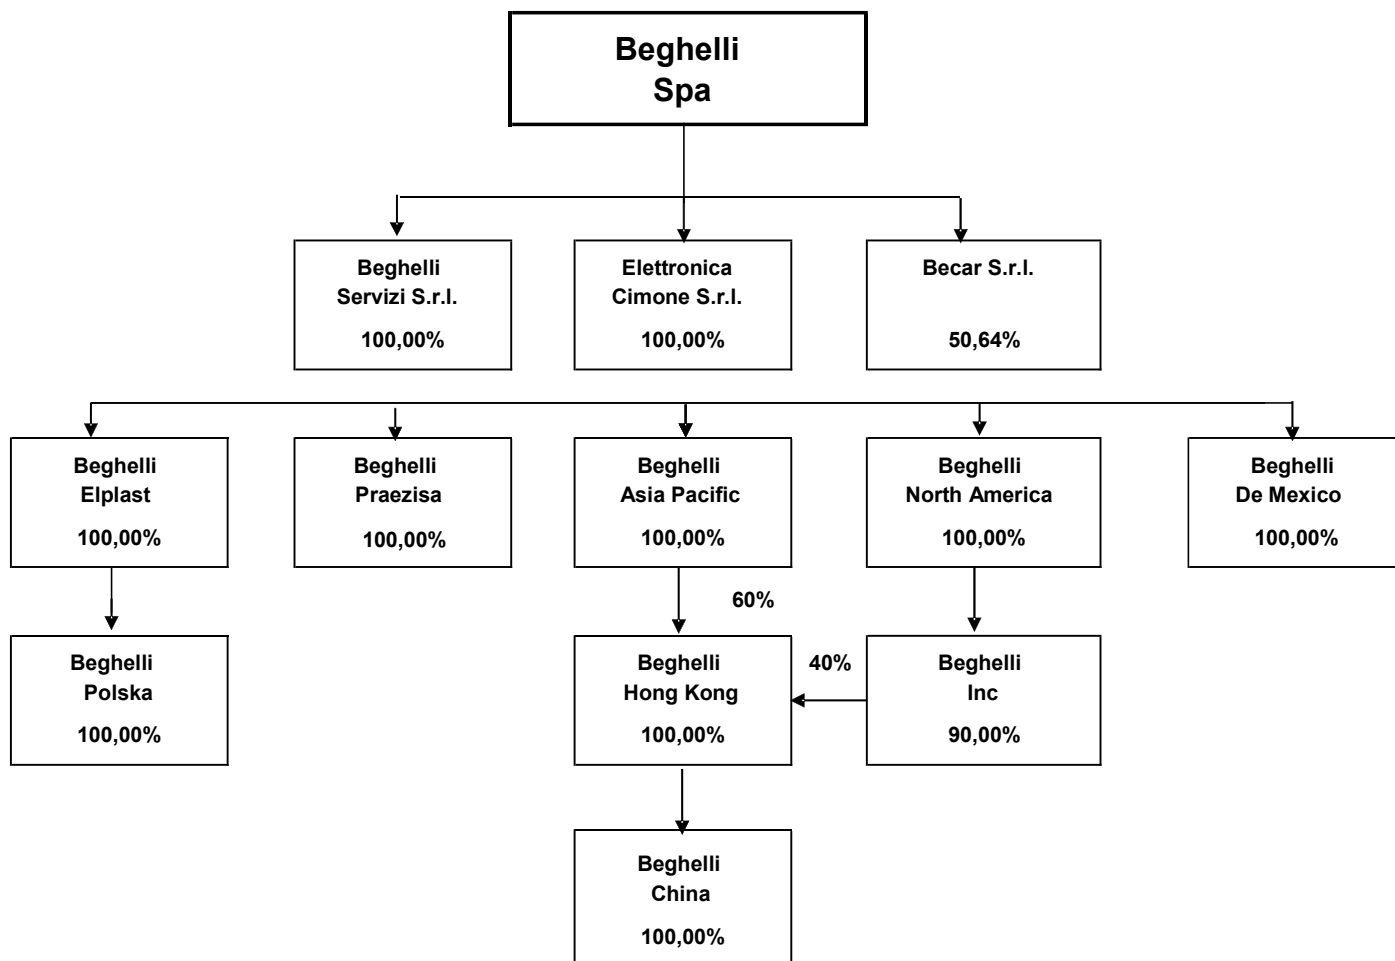 Beghelli
Spa
Beghelli
Servizi S.r.l.
100,00%
Elettronica
Cimone S.r.l.
100,00%
Becar S.r.l.
50,64%
Beghelli
Elplast
100,00%
Beghelli
Praezisa
100,00%
Beghelli
Asia Pacific
100,00%
Beghelli
North America
100,00%
Beghelli
De Mexico
100,00%
60%
Beghelli
Polska
100,00%
Beghelli
Hong Kong
100,00%
40%
Beghelli
Inc
90,00%
Beghelli
China
100,00%